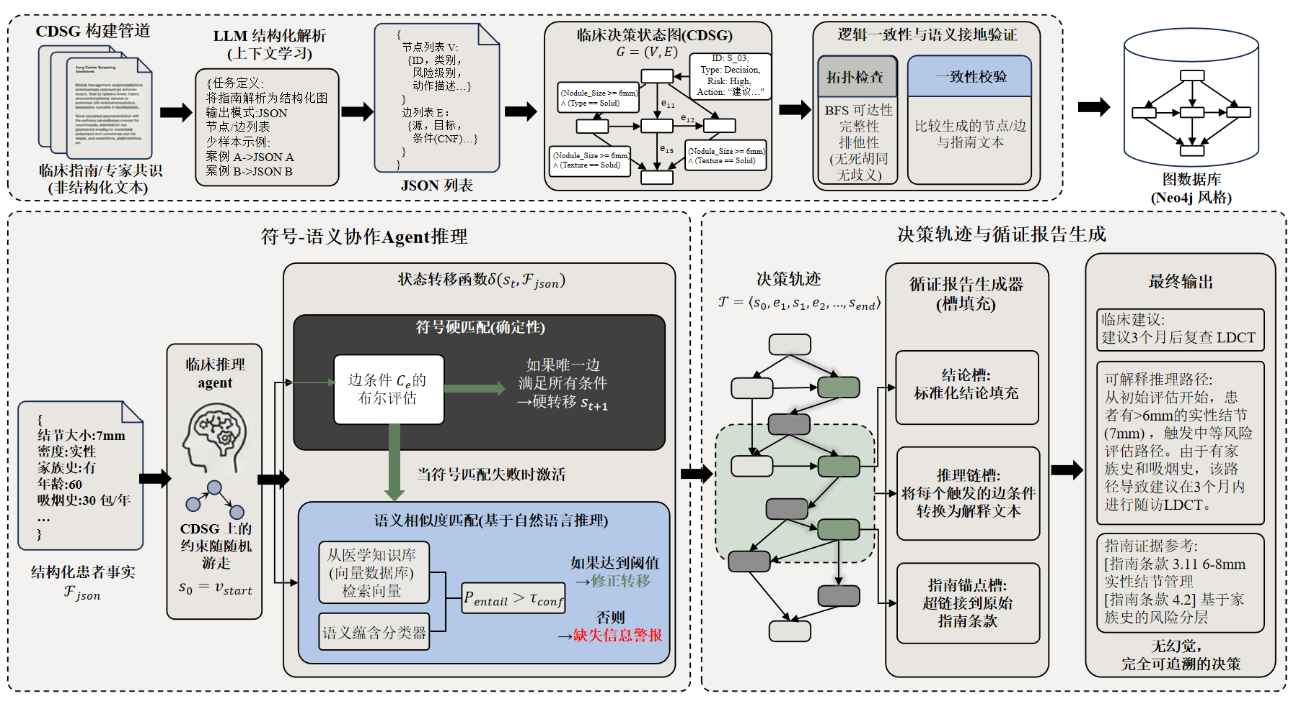 CDSG 构建管道
临床指南/专家共识
(非结构化文本)
LLM 结构化解析
(上下文学习)
{任务定义:
将指南解析为结构化图
输出模式:JSON
节点/边列表
少样本示例:
案例 A->JSON A
案例 B->JSON B
{
节点列表 V:
{ID, 类别,
风险级别,
动作描述...}
}
边列表 E:
{源，目标，
条件(CNF)...}
}
}
JSON 列表
临床决策状态图(CDSG)
G = (V, E)
ID: S_03,
Type: Decision,
Risk: High,
Action: “建议...”
(Nodule_Size >= 6mm)
∧ (Type == Solid)
e₁₁
e₁₂
e₁₃
(Nodule_Size >= 6mm)
∧ (Texture == Solid)
(Nodule_Size >= 6mm)
∧ (Texture == Solid)
逻辑一致性与语义接地验证
拓扑检查
BFS 可达性
完整性
排他性
(无死胡同
无歧义)
一致性校验
比较生成的节点/边
与指南文本
图数据库
(Neo4j 风格)
符号-语义协作Agent推理
{
结节大小:7mm
密度:实性
家族史:有
年龄:60
吸烟史:30 包/年
...
}
结构化患者事实
ℱjson
临床推理
agent
CDSG 上的
约束随随机
游走
s₀ = vstart
状态转移函数δ(sₜ, ℱjson)
符号硬匹配(确定性)
边条件 Cₑ的
布尔评估
如果唯一边
满足所有条件
→硬转移 sₜ₊₁
当符号匹配失败时激活
语义相似度匹配(基于自然语言推理)
从医学知识库
(向量数据库)
检索向量
语义蕴含分类器
Pentail > τconf
如果达到阈值
→修正转移
否则
→缺失信息警报
决策轨迹与循证报告生成
决策轨迹
𝒯 = ⟨s₀, e₁, s₁, e₂, ..., send⟩
循证报告生成器
(槽填充)
结论槽:
标准化结论填充
推理链槽:
将每个触发的边条件
转换为解释文本
指南锚点槽:
超链接到原始
指南条款
最终输出
临床建议:
建议3个月后复查 LDCT
可解释推理路径:
从初始评估开始，患
者有>6mm的实性结节
(7mm)，触发中等风险
评估路径。由于有家
族史和吸烟史，该路
径导致建议在3个月内
进行随访LDCT。
指南证据参考:
[指南条款 3.11 6-8mm
实性结节管理
[指南条款 4.2] 基于家
族史的风险分层
无幻觉，
完全可追溯的决策